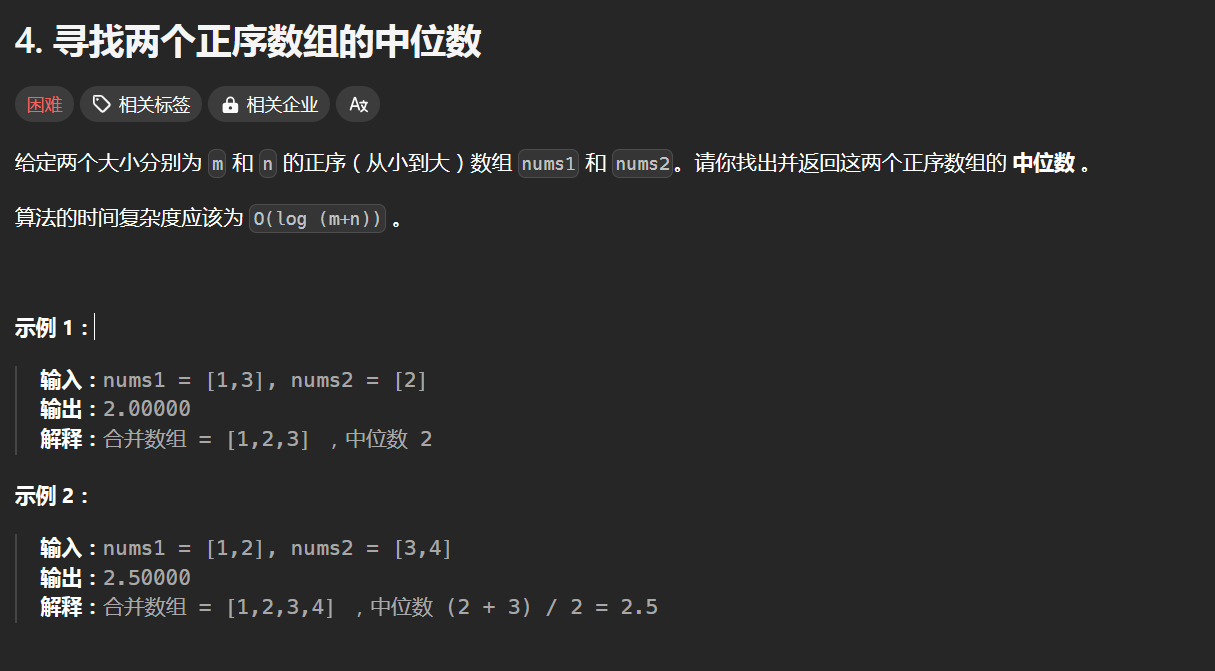 4. 寻找两个正序数组的中位数
困难 相关标签 相关企业 A文
给定两个大小分别为 m 和 n 的正序（从小到大）数组 nums1 和 nums2。请你找出并返回这两个正序数组的 中位数 。
算法的时间复杂度应该为 O(log (m+n)) 。
示例 1：
输入：nums1 = [1,3], nums2 = [2]
输出：2.00000
解释：合并数组 = [1,2,3] ，中位数 2
示例 2：
输入：nums1 = [1,2], nums2 = [3,4]
输出：2.50000
解释：合并数组 = [1,2,3,4] ，中位数 (2 + 3) / 2 = 2.5